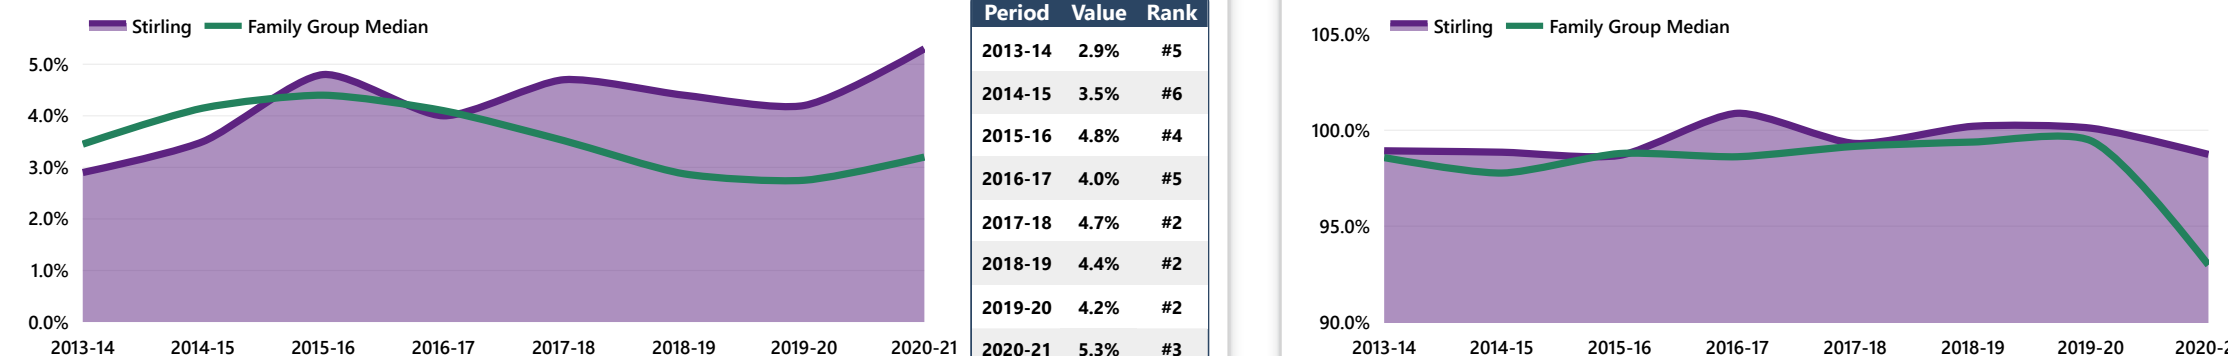 Stirling Family Group Median
5.0%
4.0%
3.0%
2.0%
1.0%
0.0%
2013-14 2014-15 2015-16 2016-17 2017-18 2018-19 2019-20 2020-21
Period Value Rank
2013-14 2.9% #5
2014-15 3.5% #6
2015-16 4.8% #4
2016-17 4.0% #5
2017-18 4.7% #2
2018-19 4.4% #2
2019-20 4.2% #2
2020-21 5.3% #3
Stirling Family Group Median
105.0%
100.0%
95.0%
90.0%
2013-14 2014-15 2015-16 2016-17 2017-18 2018-19 2019-20 2020-2